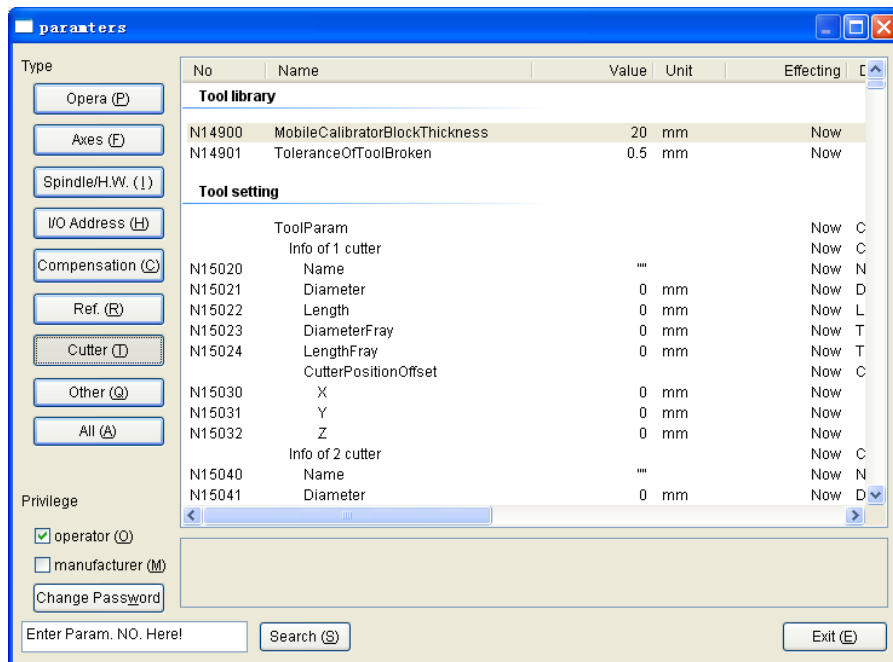 paramters
Type
Opera (P)
Axes (F)
Spindle/H.W. (I)
I/O Address (H)
Compensation (C)
Ref. (R)
Cutter (T)
Other (Q)
All (A)
Privilege
operator (O)
manufacturer (M)
Change Password
No Name Value Unit Effecting
Tool library
N14900 MobileCalibratorBlockThickness 20 mm Now
N14901 ToleranceOfToolBroken 0.5 mm Now
Tool setting
ToolParam Now C
Info of 1 cutter Now C
N15020 Name "" Now N
N15021 Diameter 0 mm Now D
N15022 Length 0 mm Now L
N15023 DiameterFray 0 mm Now T
N15024 LengthFray 0 mm Now T
CutterPositionOffset Now C
N15030 X 0 mm Now
N15031 Y 0 mm Now
N15032 Z 0 mm Now
Info of 2 cutter Now C
N15040 Name "" Now N
N15041 Diameter 0 mm Now D
Enter Param. NO. Here!
Search (S)
Exit (E)